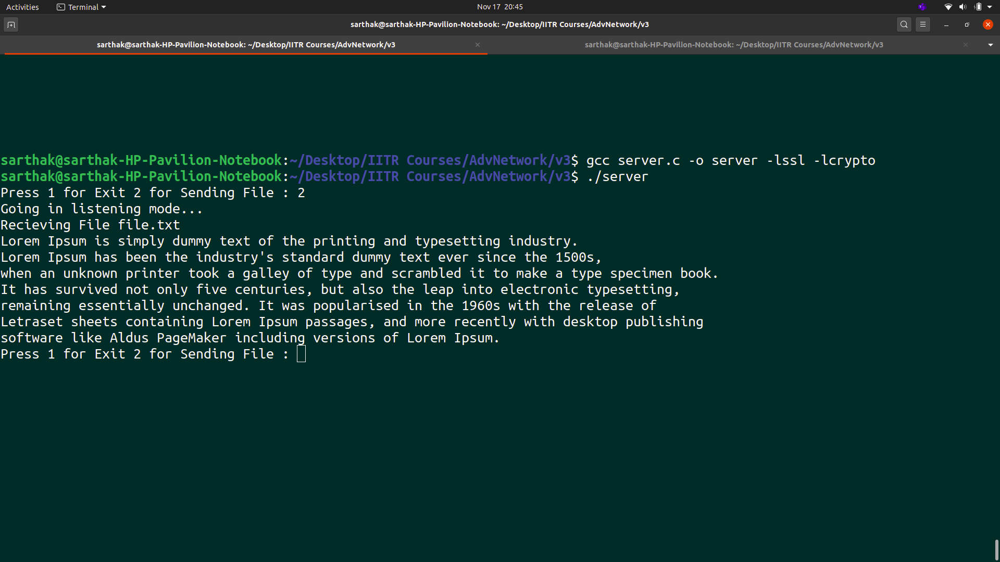 Activities Terminal Nov 17 20:45
sarthak@sarthak-HP-Pavilion-Notebook: ~/Desktop/IITR Courses/AdvNetwork/v3
sarthak@sarthak-HP-Pavilion-Notebook: ~/Desktop/IITR Courses/AdvNetwork/v3 sarthak@sarthak-HP-Pavilion-Notebook: ~/Desktop/IITR Courses/AdvNetwork/v3
sarthak@sarthak-HP-Pavilion-Notebook:~/Desktop/IITR Courses/AdvNetwork/v3$ gcc server.c -o server -lssl -lcrypto
sarthak@sarthak-HP-Pavilion-Notebook:~/Desktop/IITR Courses/AdvNetwork/v3$ ./server
Press 1 for Exit 2 for Sending File : 2
Going in listening mode...
Recieving File file.txt
Lorem Ipsum is simply dummy text of the printing and typesetting industry.
Lorem Ipsum has been the industry's standard dummy text ever since the 1500s,
when an unknown printer took a galley of type and scrambled it to make a type specimen book.
It has survived not only five centuries, but also the leap into electronic typesetting,
remaining essentially unchanged. It was popularised in the 1960s with the release of
Letraset sheets containing Lorem Ipsum passages, and more recently with desktop publishing
software like Aldus PageMaker including versions of Lorem Ipsum.
Press 1 for Exit 2 for Sending File :